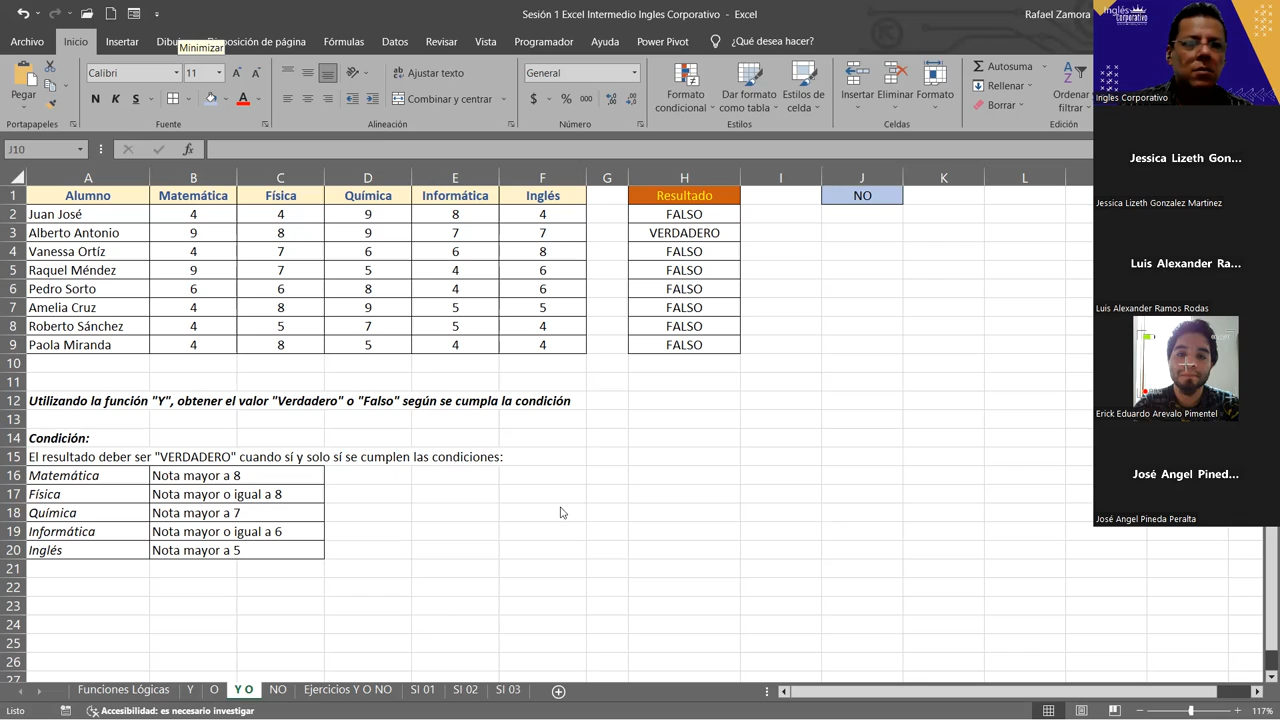 Sesión 1 Excel Intermedio Ingles Corporativo - Excel
Rafael Zamora
Archivo Inicio Insertar Disposición de página Fórmulas Datos Revisar Vista Programador Ayuda Power Pivot ¿Qué desea hacer?
Minimizar
Pegar
Calibri 11
N K S
Ajustar texto
Combinar y centrar
General
$ % 000
Formato condicional
Dar formato como tabla
Estilos de celda
Insertar Eliminar Formato
Autosuma
Rellenar
Borrar
Ordenar filtrar
Portapapeles Fuente Alineación Número Estilos Celdas Edición
J10 fx
A B C D E F G H I J K L
1 Alumno Matemática Física Química Informática Inglés Resultado NO
2 Juan José 4 4 9 8 4 FALSO
3 Alberto Antonio 9 8 9 7 7 VERDADERO
4 Vanessa Ortíz 4 7 6 6 8 FALSO
5 Raquel Méndez 9 7 5 4 6 FALSO
6 Pedro Sorto 6 6 8 4 6 FALSO
7 Amelia Cruz 4 8 9 5 5 FALSO
8 Roberto Sánchez 4 5 7 5 4 FALSO
9 Paola Miranda 4 8 5 4 4 FALSO
10
11
12 Utilizando la función "Y", obtener el valor "Verdadero" o "Falso" según se cumpla la condición
13
14 Condición:
15 El resultado deber ser "VERDADERO" cuando sí y solo sí se cumplen las condiciones:
16 Matemática Nota mayor a 8
17 Física Nota mayor o igual a 8
18 Química Nota mayor a 7
19 Informática Nota mayor o igual a 6
20 Inglés Nota mayor a 5
21
22
23
24
25
26
27
Funciones Lógicas Y O Y O NO Ejercicios Y O NO SI 01 SI 02 SI 03
Listo Accesibilidad: es necesario investigar 117%
Inglés Corporativo
Ingles Corporativo
Jessica Lizeth Gon...
Jessica Lizeth Gonzalez Martinez
Luis Alexander Ra...
Luis Alexander Ramos Rodas
Erick Eduardo Arevalo Pimentel
José Angel Pined...
José Angel Pineda Peralta